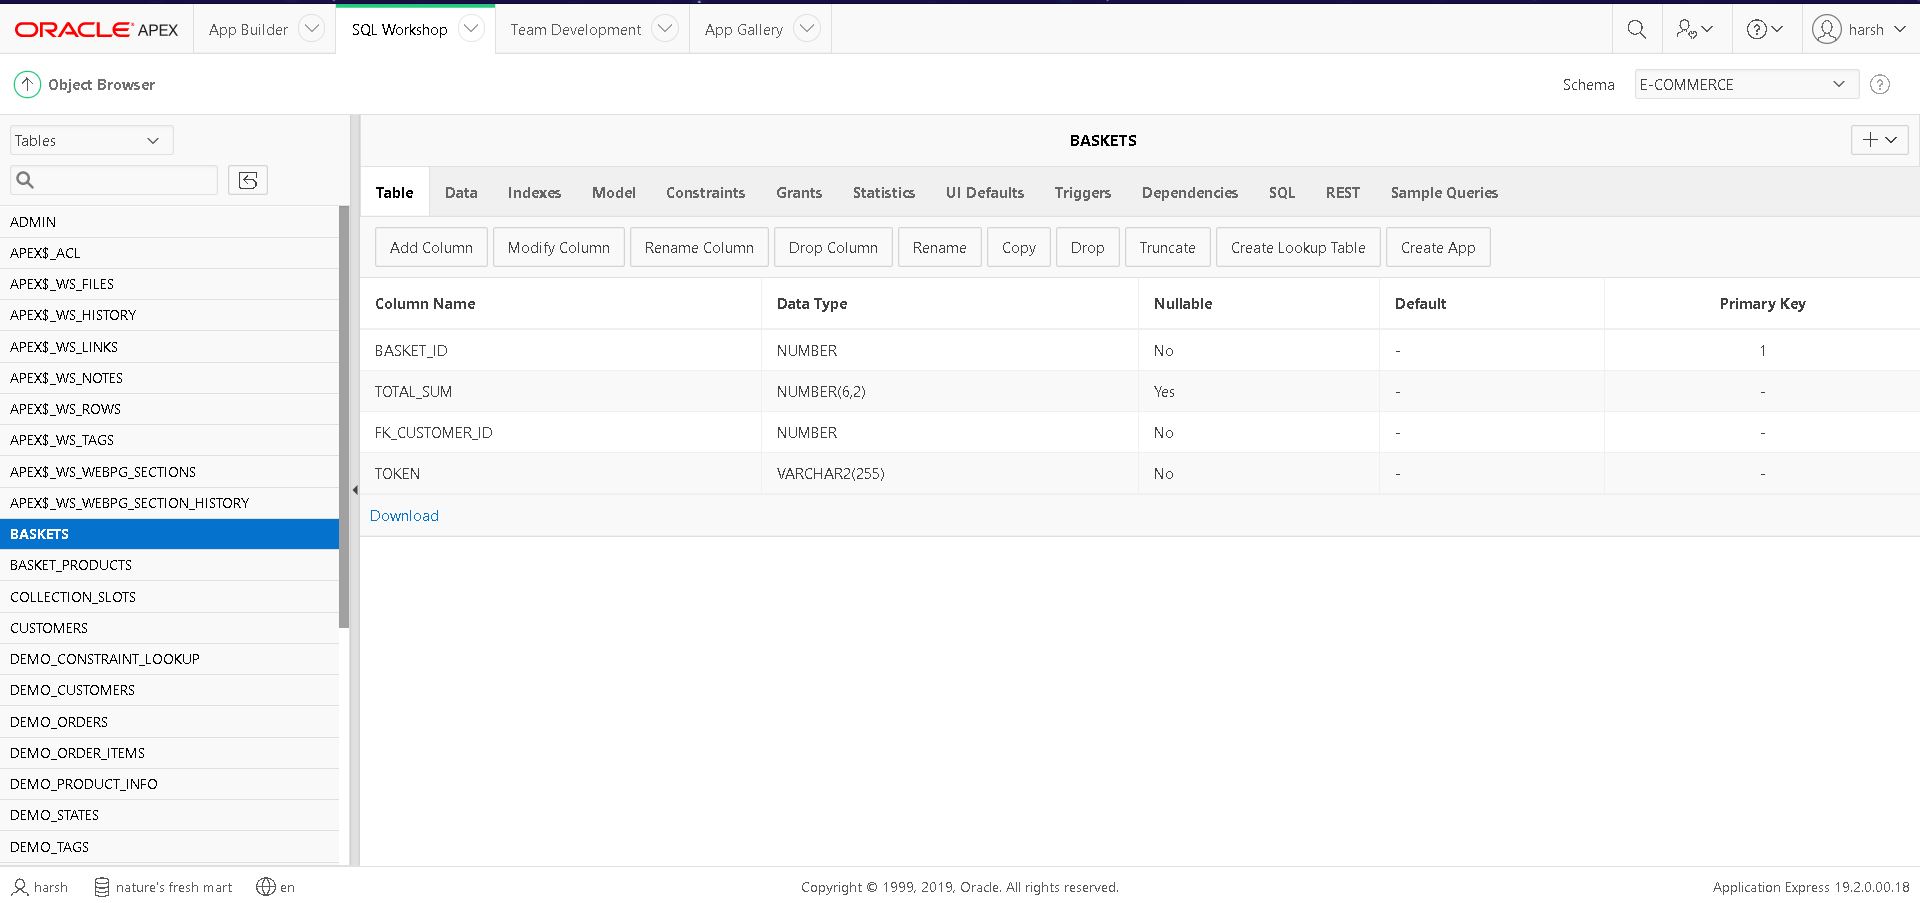 ORACLE APEX App Builder SQL Workshop Team Development App Gallery harsh
Object Browser Schema E-COMMERCE
Tables
BASKETS
Table Data Indexes Model Constraints Grants Statistics UI Defaults Triggers Dependencies SQL REST Sample Queries
Add Column Modify Column Rename Column Drop Column Rename Copy Drop Truncate Create Lookup Table Create App
Column Name Data Type Nullable Default Primary Key
BASKET_ID NUMBER No - 1
TOTAL_SUM NUMBER(6,2) Yes - -
FK_CUSTOMER_ID NUMBER No - -
TOKEN VARCHAR2(255) No - -
Download
ADMIN
APEX$_ACL
APEX$_WS_FILES
APEX$_WS_HISTORY
APEX$_WS_LINKS
APEX$_WS_NOTES
APEX$_WS_ROWS
APEX$_WS_TAGS
APEX$_WS_WEBPG_SECTIONS
APEX$_WS_WEBPG_SECTION_HISTORY
BASKETS
BASKET_PRODUCTS
COLLECTION_SLOTS
CUSTOMERS
DEMO_CONSTRAINT_LOOKUP
DEMO_CUSTOMERS
DEMO_ORDERS
DEMO_ORDER_ITEMS
DEMO_PRODUCT_INFO
DEMO_STATES
DEMO_TAGS
harsh nature's fresh mart en Copyright © 1999, 2019, Oracle. All rights reserved. Application Express 19.2.0.00.18